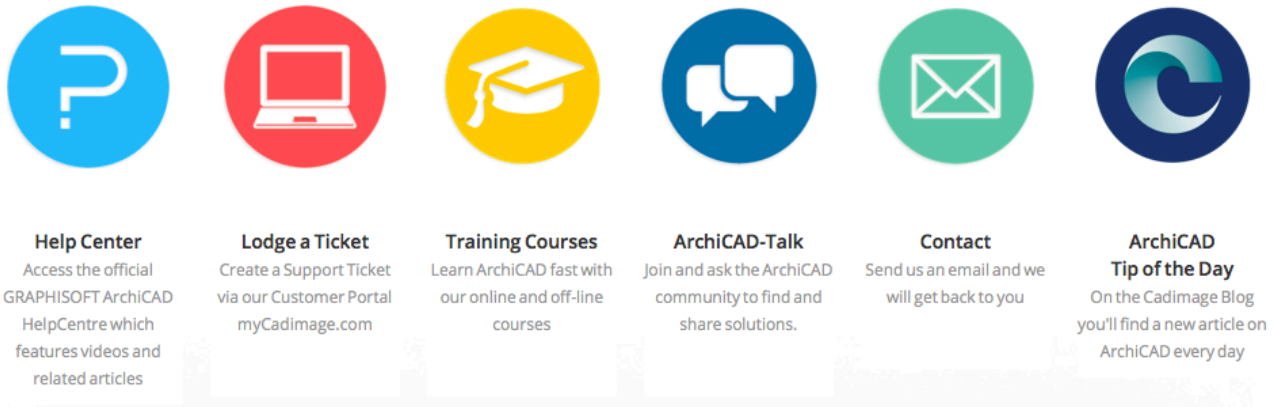 Help Center
Access the official
GRAPHISOFT ArchiCAD
HelpCentre which
features videos and
related articles
Lodge a Ticket
Create a Support Ticket
via our Customer Portal
myCadimage.com
Training Courses
Learn ArchiCAD fast with
our online and off-line
courses
ArchiCAD-Talk
Join and ask the ArchiCAD
community to find and
share solutions.
Contact
Send us an email and we
will get back to you
ArchiCAD
Tip of the Day
On the Cadimage Blog
you'll find a new article on
ArchiCAD every day